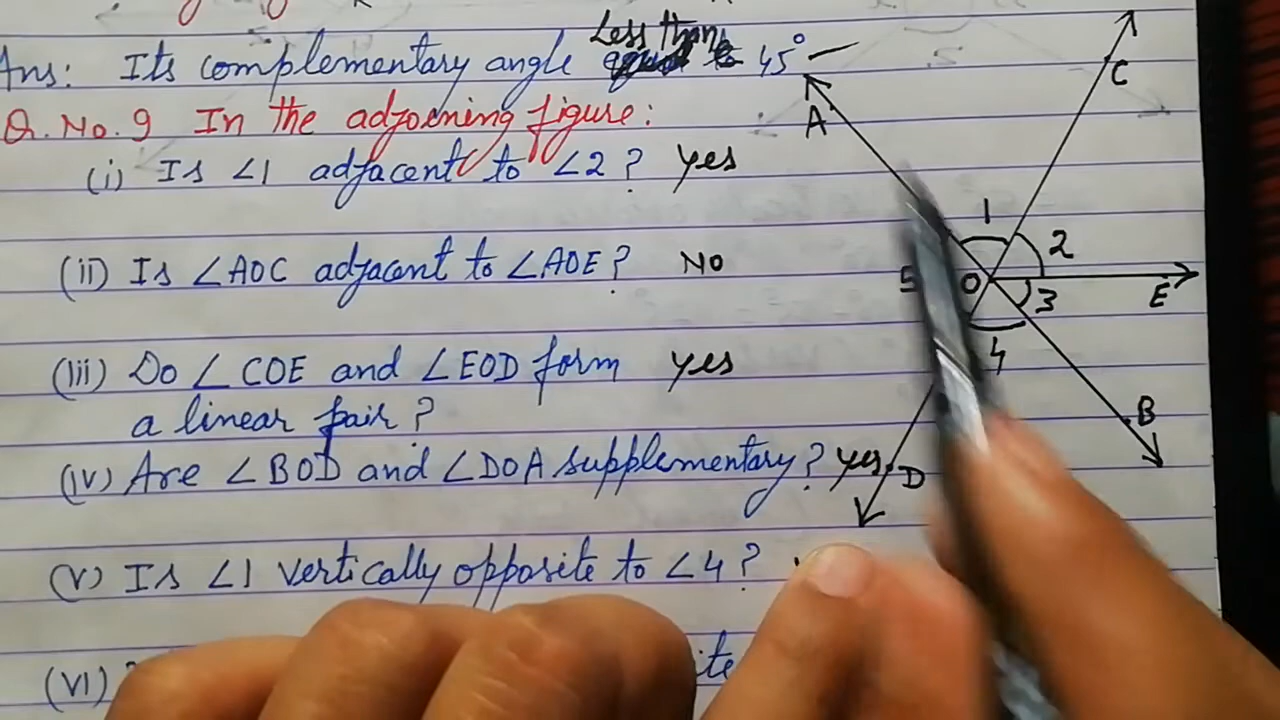 Ans: Its complementary angle Less than 45°
Q. No. 9 In the adjoining figure:
(i) Is ∠1 adjacent to ∠2? Yes
(ii) Is ∠AOC adjacent to ∠AOE? No
(iii) Do ∠COE and ∠EOD form Yes
a linear pair?
(iv) Are ∠BOD and ∠DOA supplementary? Yes
(v) Is ∠1 vertically opposite to ∠4?
(vi)
A
C
1
2
5
O
3
E
4
B
D